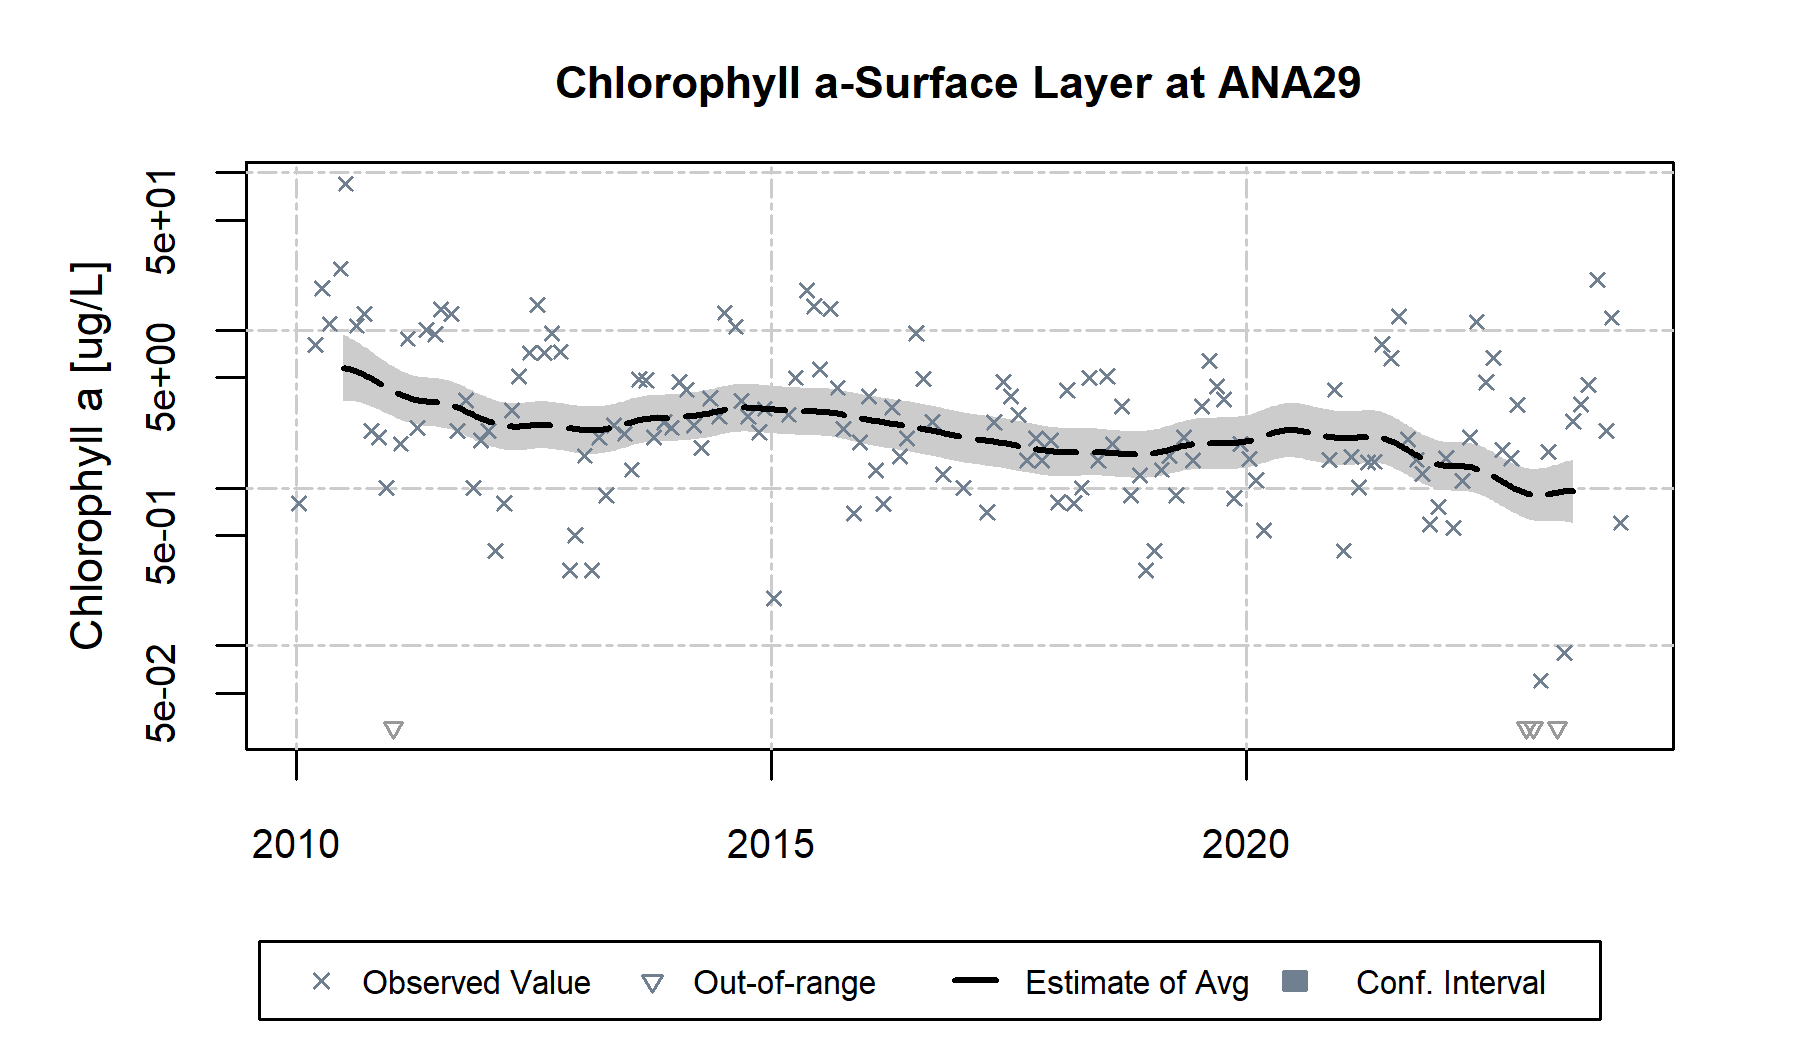 Chlorophyll a-Surface Layer at ANA29
Chlorophyll a [ug/L]
5e+01
5e+00
5e-01
5e-02
2010 2015 2020
Observed Value Out-of-range Estimate of Avg Conf. Interval